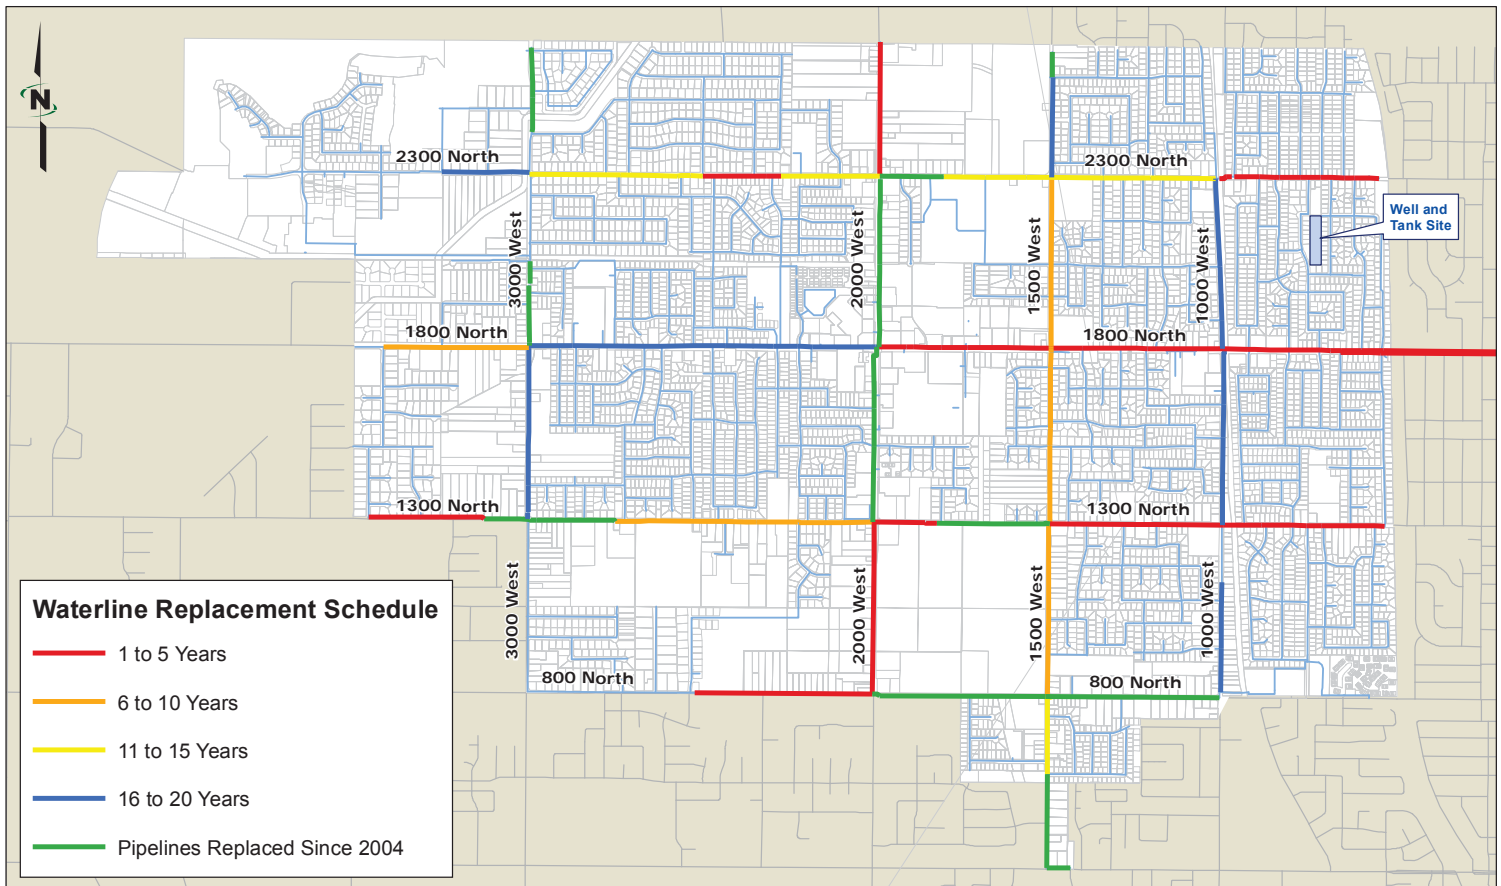 N
2300 North
2300 North
Well and
Tank Site
3000 West
2000 West
1500 West
1000 West
1800 North
1800 North
1300 North
1300 North
3000 West
2000 West
1500 West
1000 West
800 North
800 North
Waterline Replacement Schedule
1 to 5 Years
6 to 10 Years
11 to 15 Years
16 to 20 Years
Pipelines Replaced Since 2004